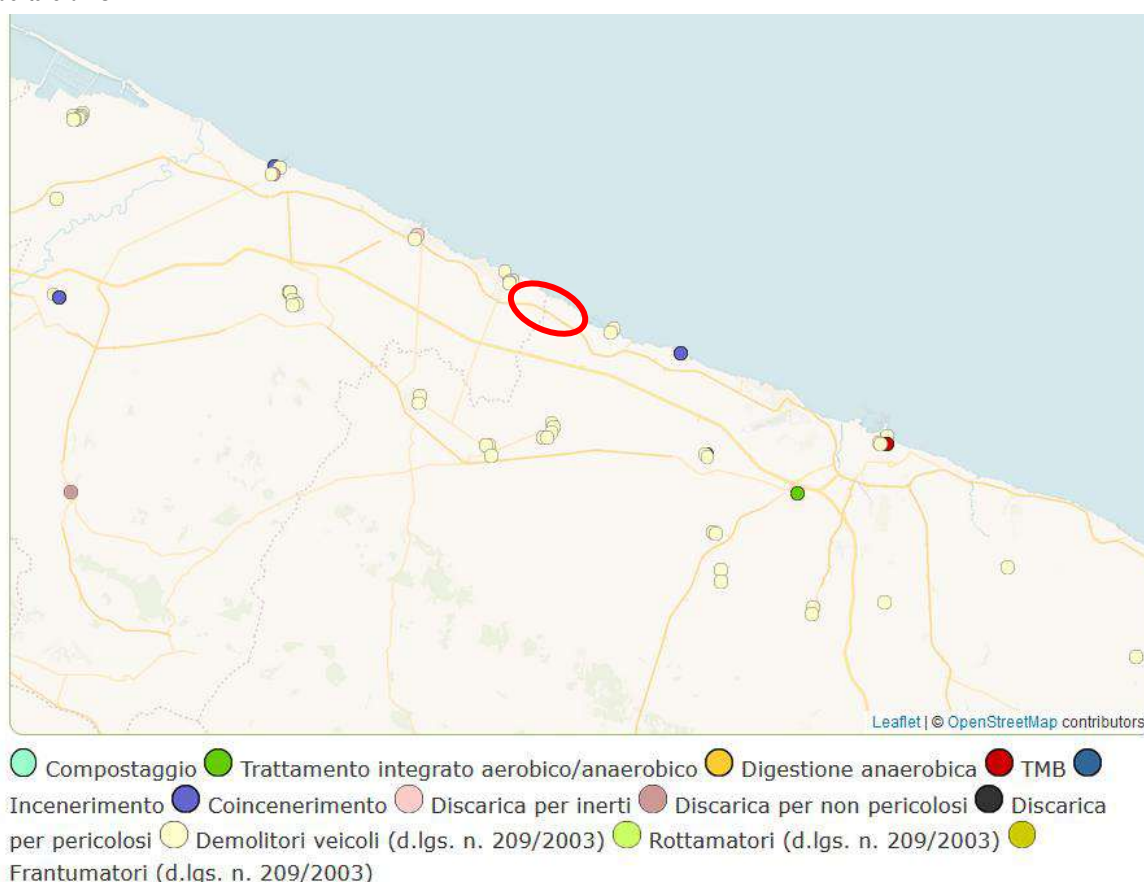 Leaflet | © OpenStreetMap contributors
Compostaggio Trattamento integrato aerobico/anaerobico Digestione anaerobica TMB
Incenerimento Coincenerimento Discarica per inerti Discarica per non pericolosi Discarica
per pericolosi Demolitori veicoli (d.lgs. n. 209/2003) Rottamatori (d.lgs. n. 209/2003)
Frantumatori (d.lgs. n. 209/2003)